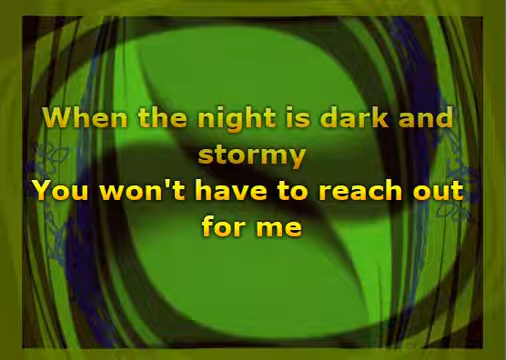 When the night is dark and
stormy
You won't have to reach out
for me